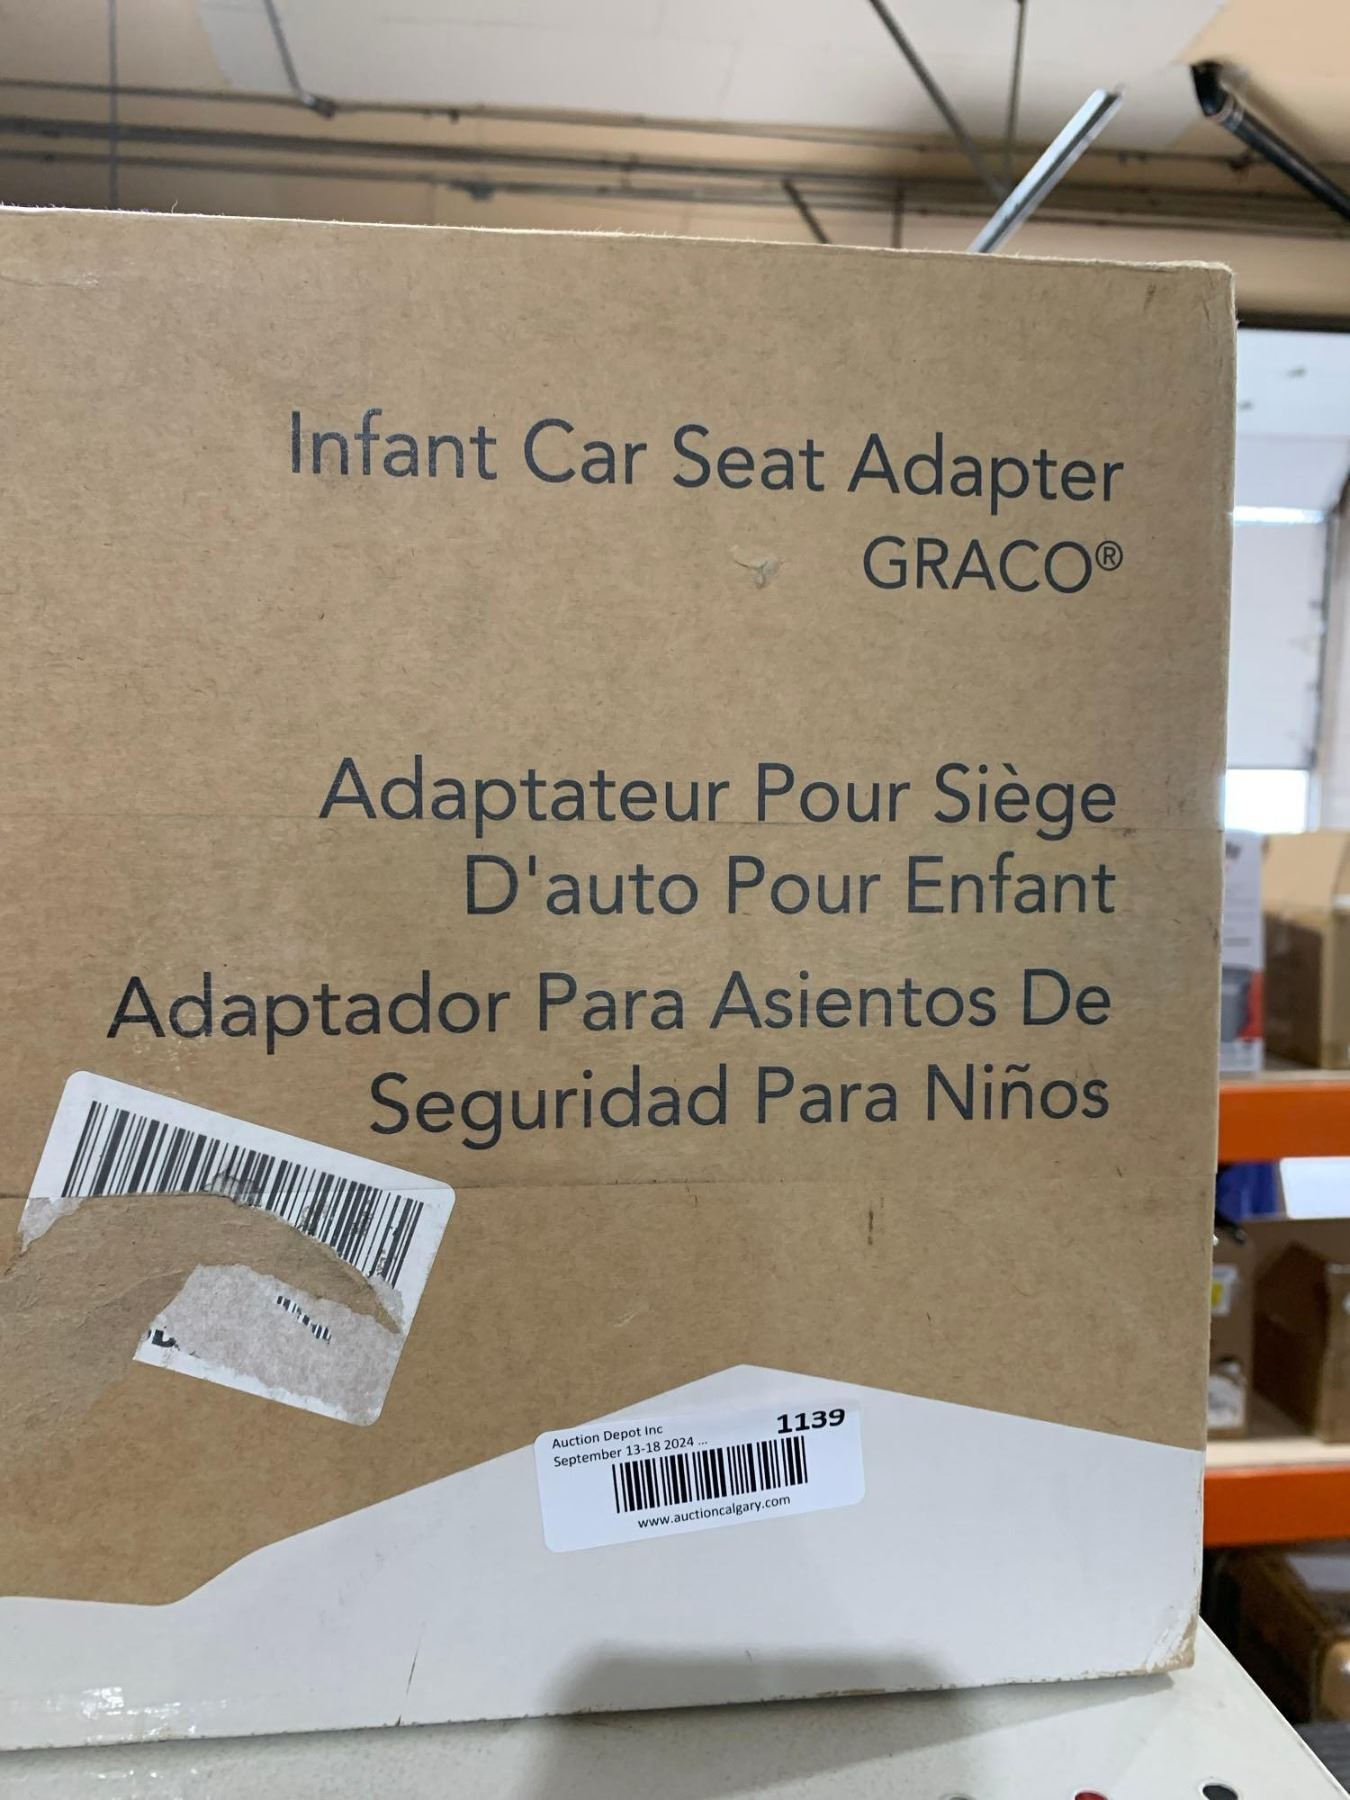 Infant Car Seat Adapter
GRACO®
Adaptateur Pour Siège
D'auto Pour Enfant
Adaptador Para Asientos De
Seguridad Para Niños
Auction Depot Inc
1139
September 13-18 2024 ...
www.auctioncalgary.com